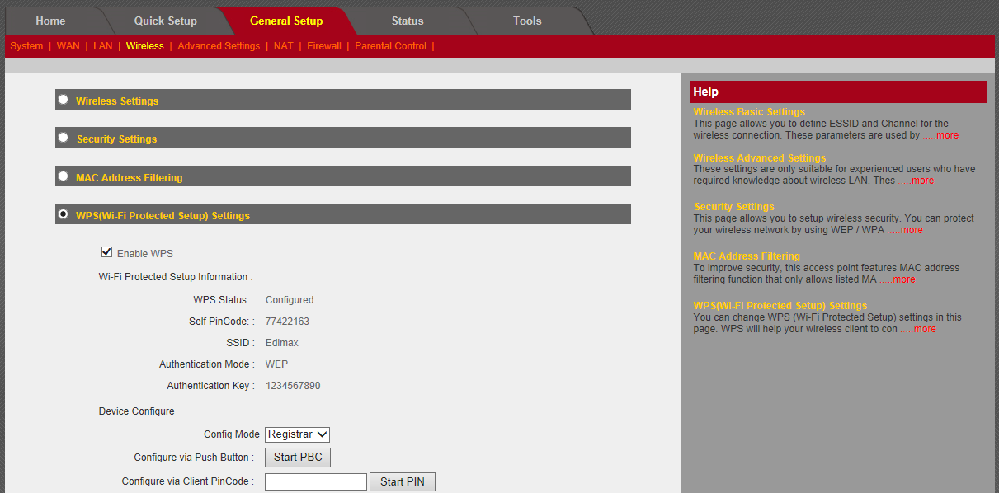 Home Quick Setup General Setup Status Tools
System | WAN | LAN | Wireless | Advanced Settings | NAT | Firewall | Parental Control |
Wireless Settings
Security Settings
MAC Address Filtering
WPS(Wi-Fi Protected Setup) Settings
Enable WPS
Wi-Fi Protected Setup Information :
WPS Status: : Configured
Self PinCode: : 77422163
SSID : Edimax
Authentication Mode : WEP
Authentication Key : 1234567890
Device Configure
Config Mode Registrar
Configure via Push Button : Start PBC
Configure via Client PinCode : Start PIN
Help
Wireless Basic Settings
This page allows you to define ESSID and Channel for the
wireless connection. These parameters are used by .....more
Wireless Advanced Settings
These settings are only suitable for experienced users who have
required knowledge about wireless LAN. Thes .....more
Security Settings
This page allows you to setup wireless security. You can protect
your wireless network by using WEP / WPA .....more
MAC Address Filtering
To improve security, this access point features MAC address
filtering function that only allows listed MA .....more
WPS(Wi-Fi Protected Setup) Settings
You can change WPS (Wi-Fi Protected Setup) settings in this
page. WPS will help your wireless client to con .....more